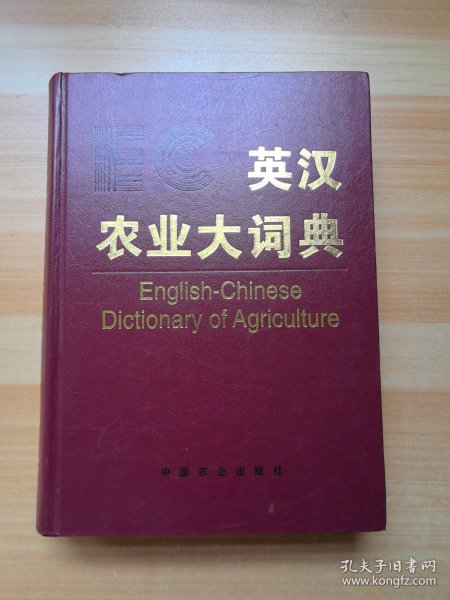 EC
英汉
农业大词典
English-Chinese
Dictionary of Agriculture
中国农业出版社
孔夫子旧书网
www.kongfz.com